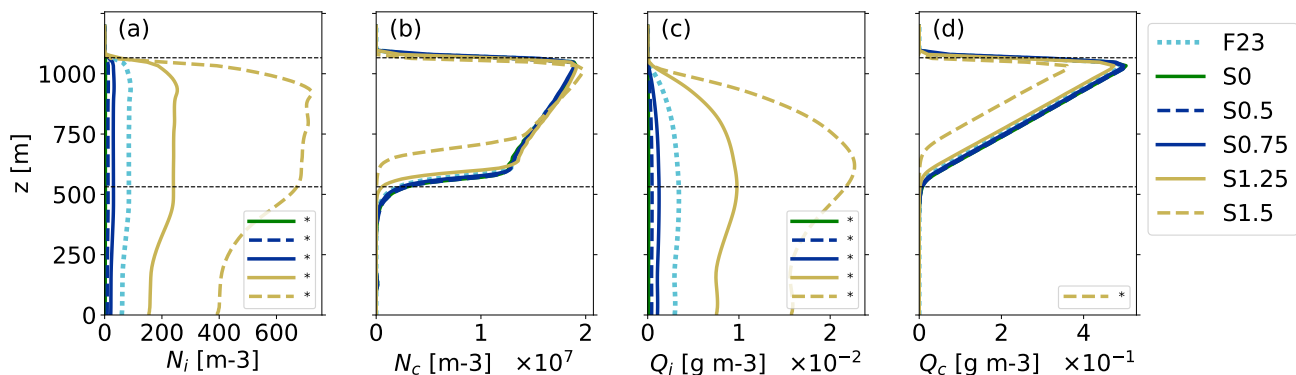 (a) (b) (c) (d)
F23
S0
S0.5
S0.75
S1.25
S1.5
z [m]
1000
750
500
250
0
*
*
*
*
*
*
*
*
*
*
*
0 200 400 600
0 1 2
0 1 2
0 2 4
N_i [m-3]
N_c [m-3] ×10^7
Q_i [g m-3] ×10^-2
Q_c [g m-3] ×10^-1